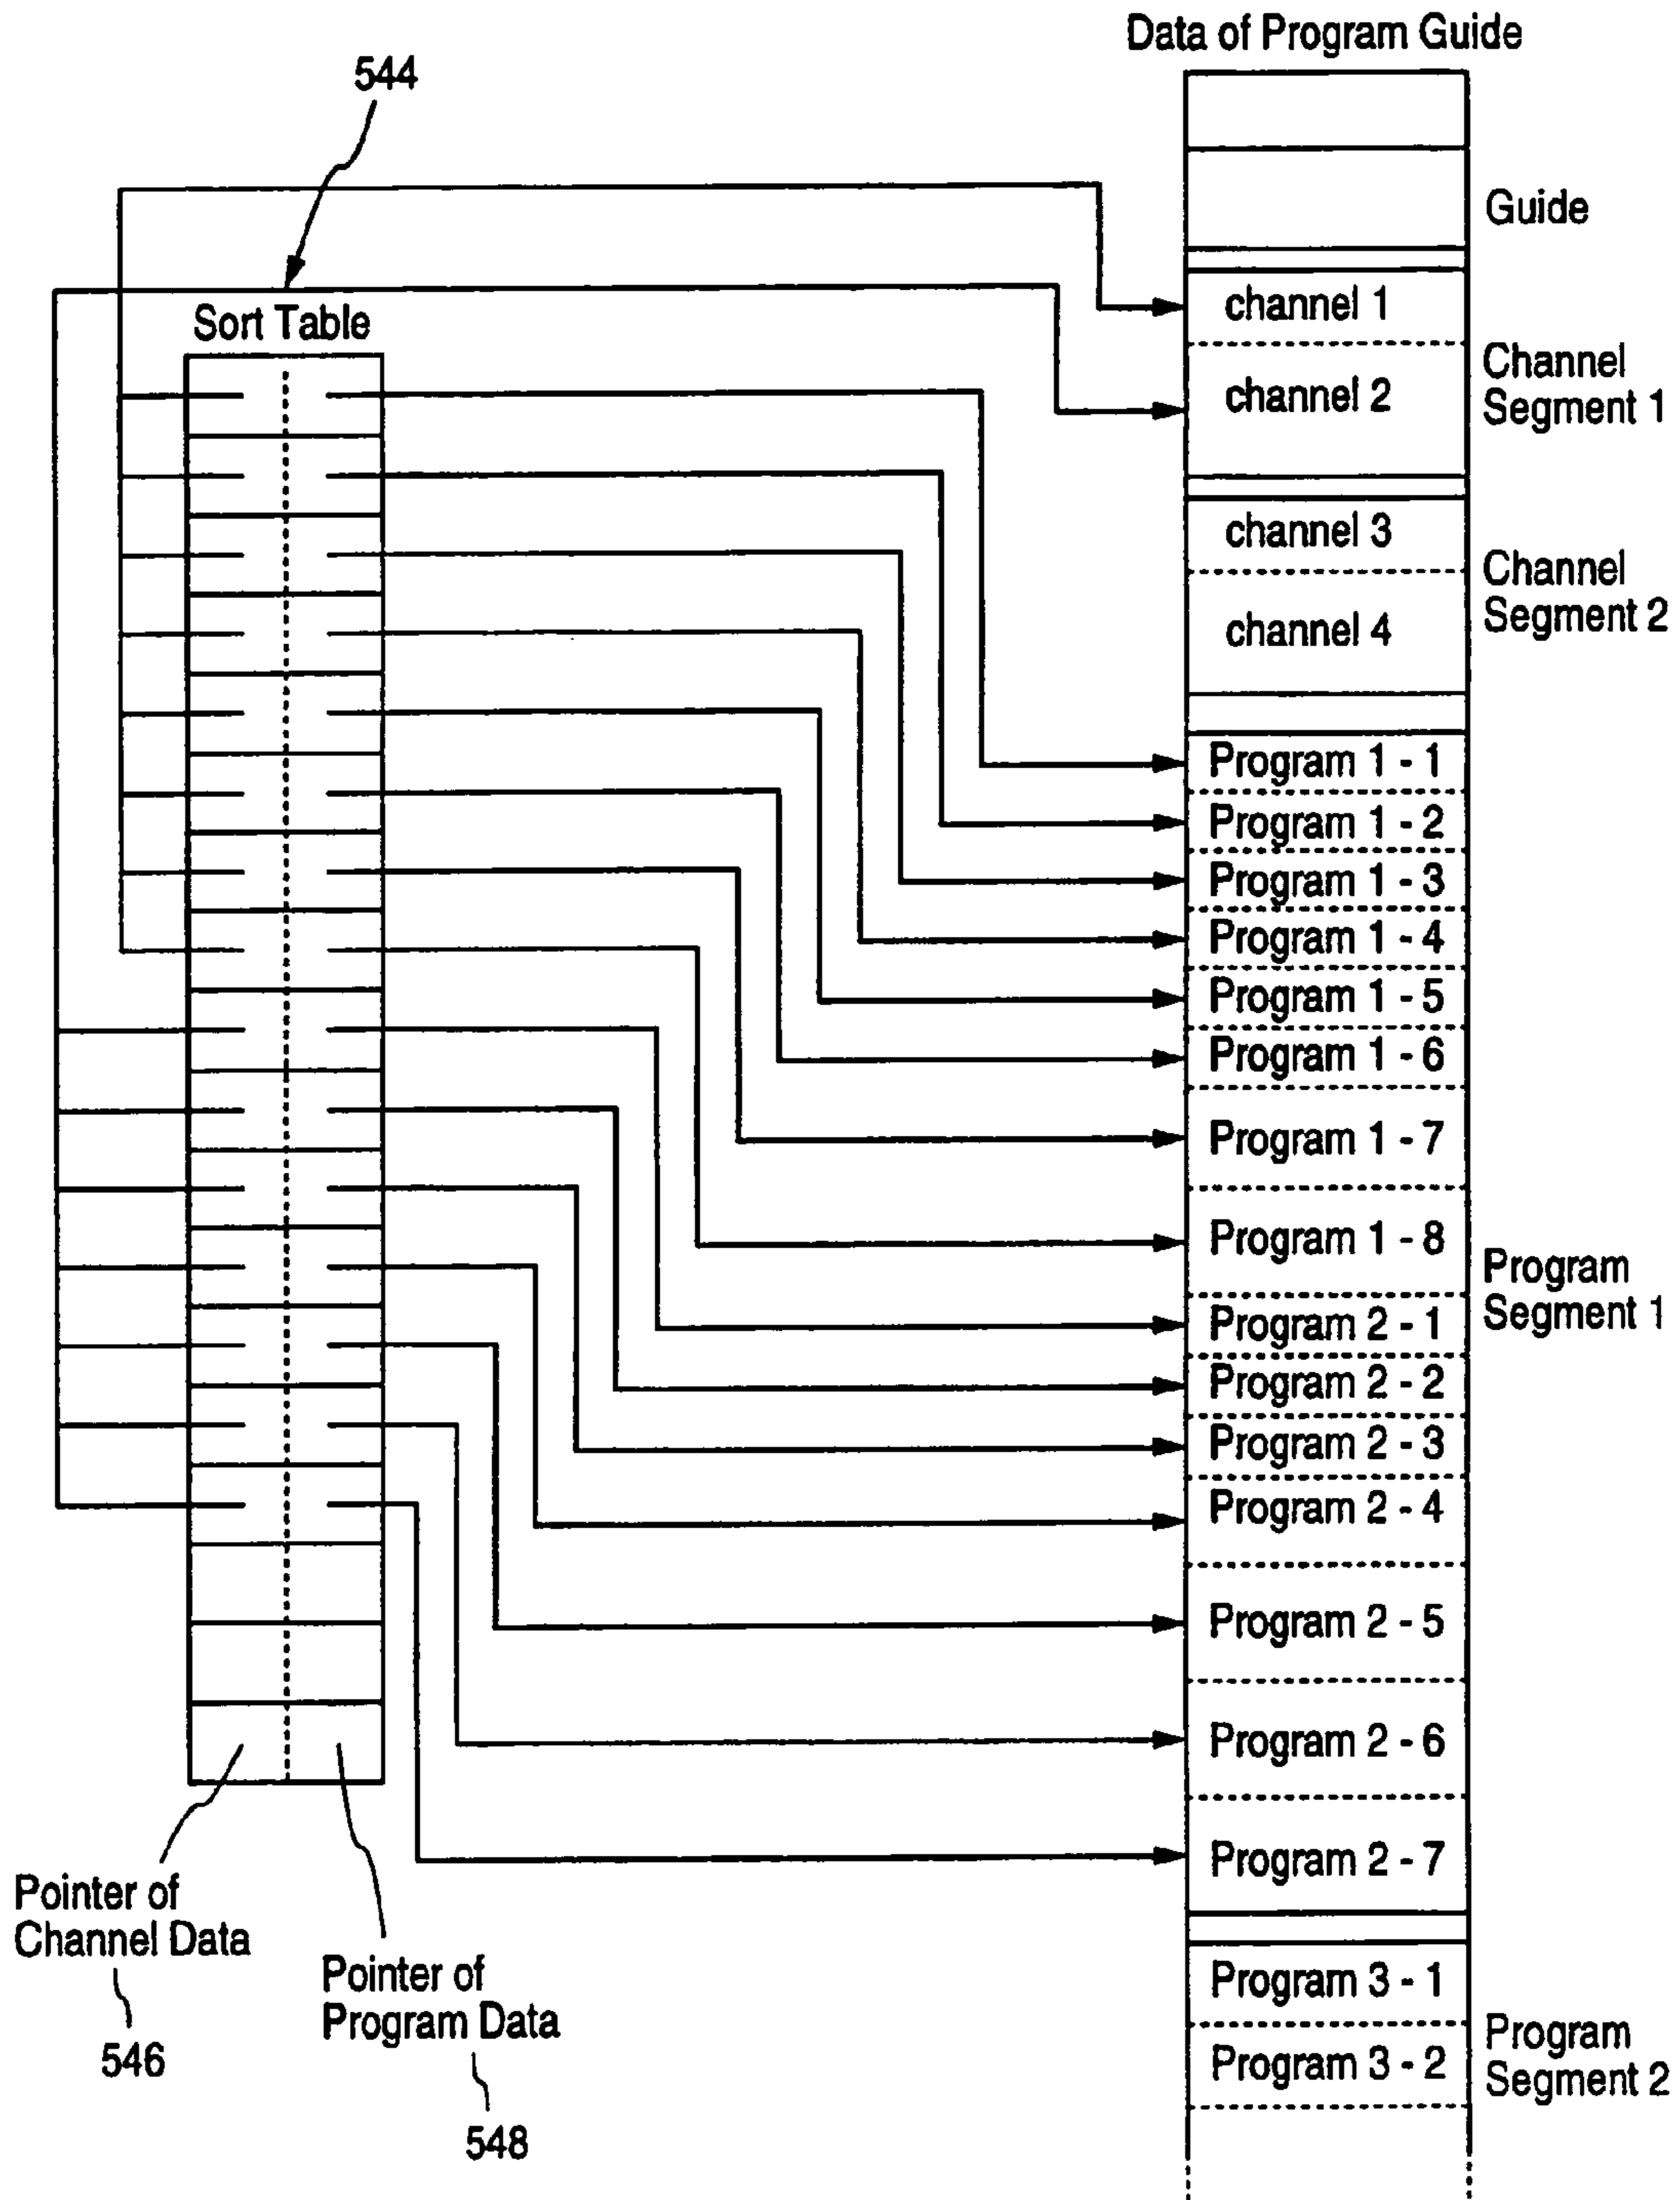 Data of Program Guide
544
Guide
Sort Table
channel 1
channel 2
Channel
Segment 1
channel 3
channel 4
Channel
Segment 2
Program 1 - 1
Program 1 - 2
Program 1 - 3
Program 1 - 4
Program 1 - 5
Program 1 - 6
Program 1 - 7
Program 1 - 8
Program 2 - 1
Program 2 - 2
Program 2 - 3
Program 2 - 4
Program 2 - 5
Program 2 - 6
Program 2 - 7
Program
Segment 1
Pointer of
Channel Data
546
Pointer of
Program Data
548
Program 3 - 1
Program 3 - 2
Program
Segment 2